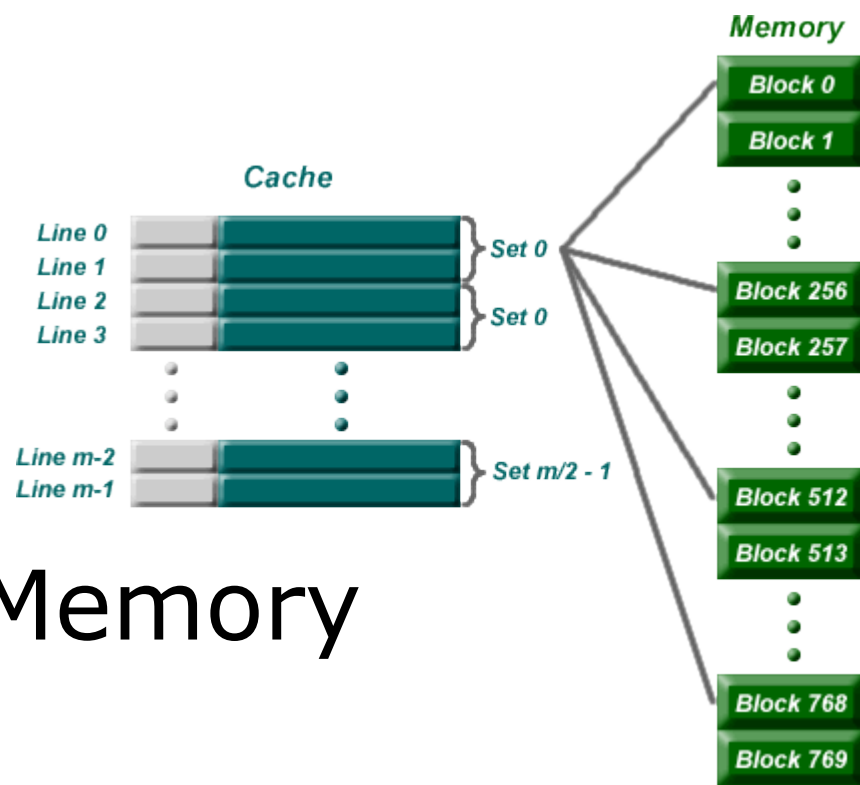 Memory
Block 0
Block 1
Cache
Line 0
Line 1
Set 0
Line 2
Line 3
Set 0
Block 256
Block 257
Line m-2
Line m-1
Set m/2 - 1
Block 512
Block 513
Memory
Block 768
Block 769